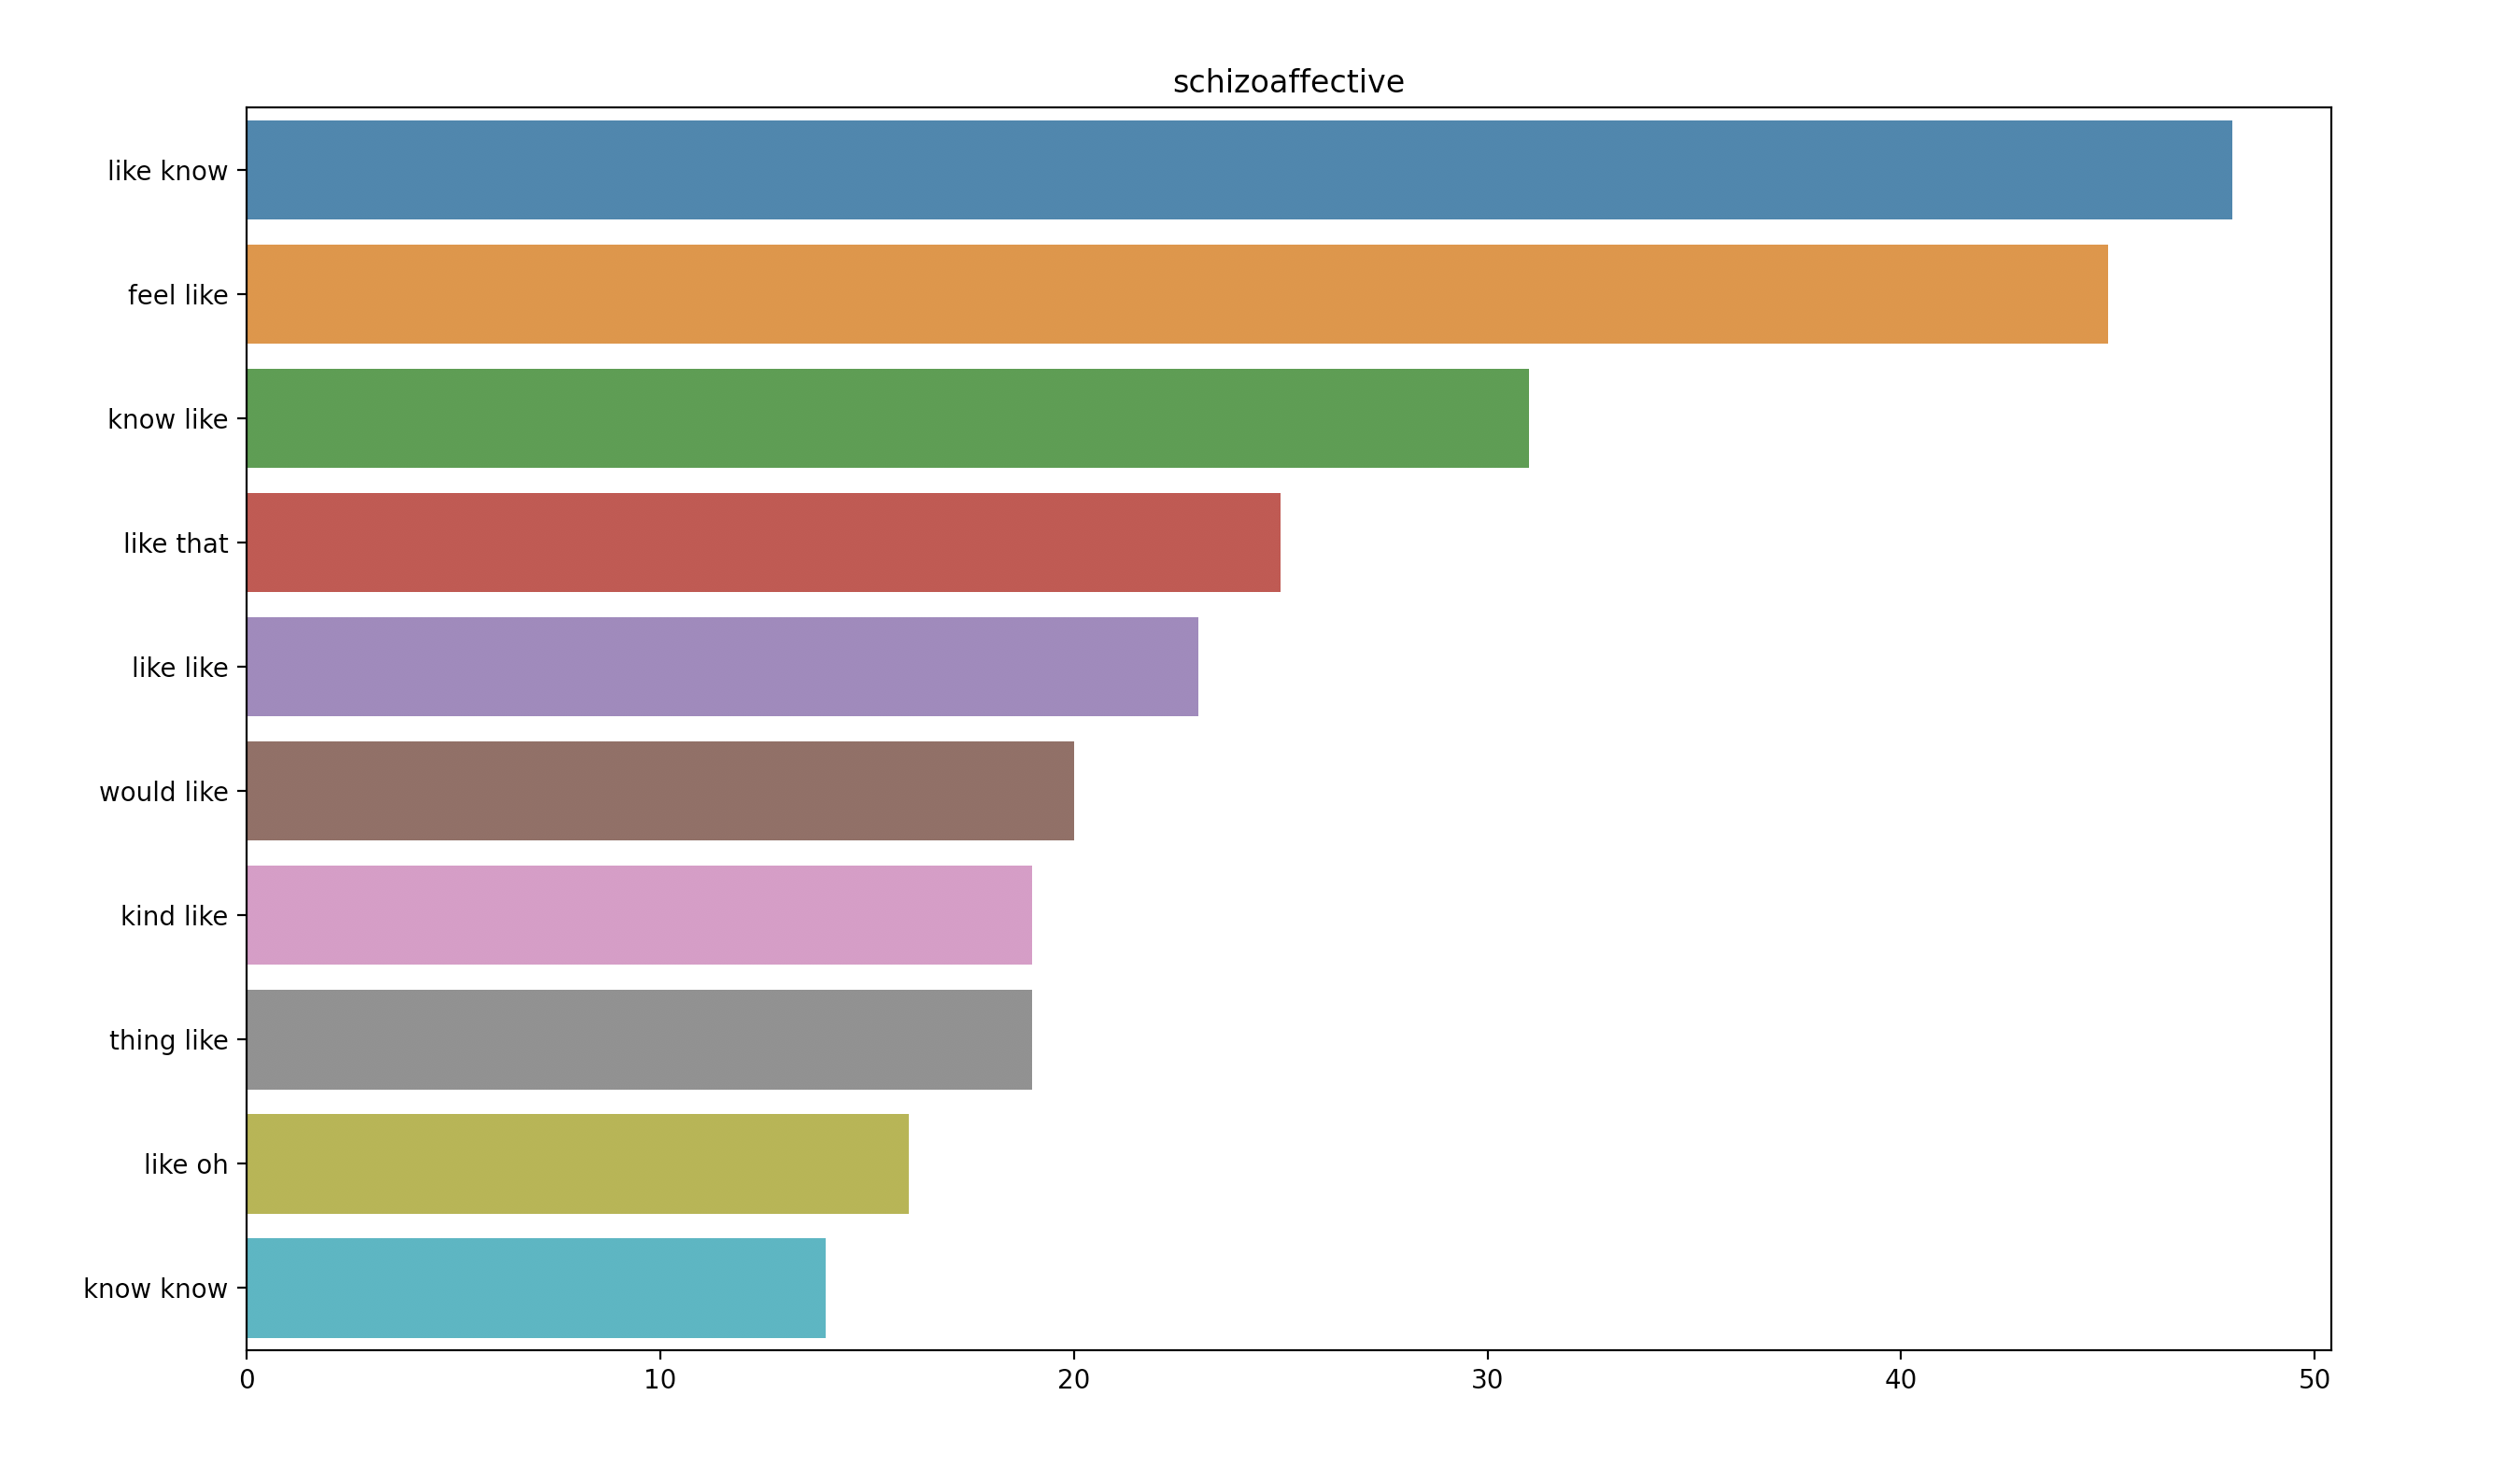 schizoaffective
like know
feel like
know like
like that
like like
would like
kind like
thing like
like oh
know know
0 10 20 30 40 50